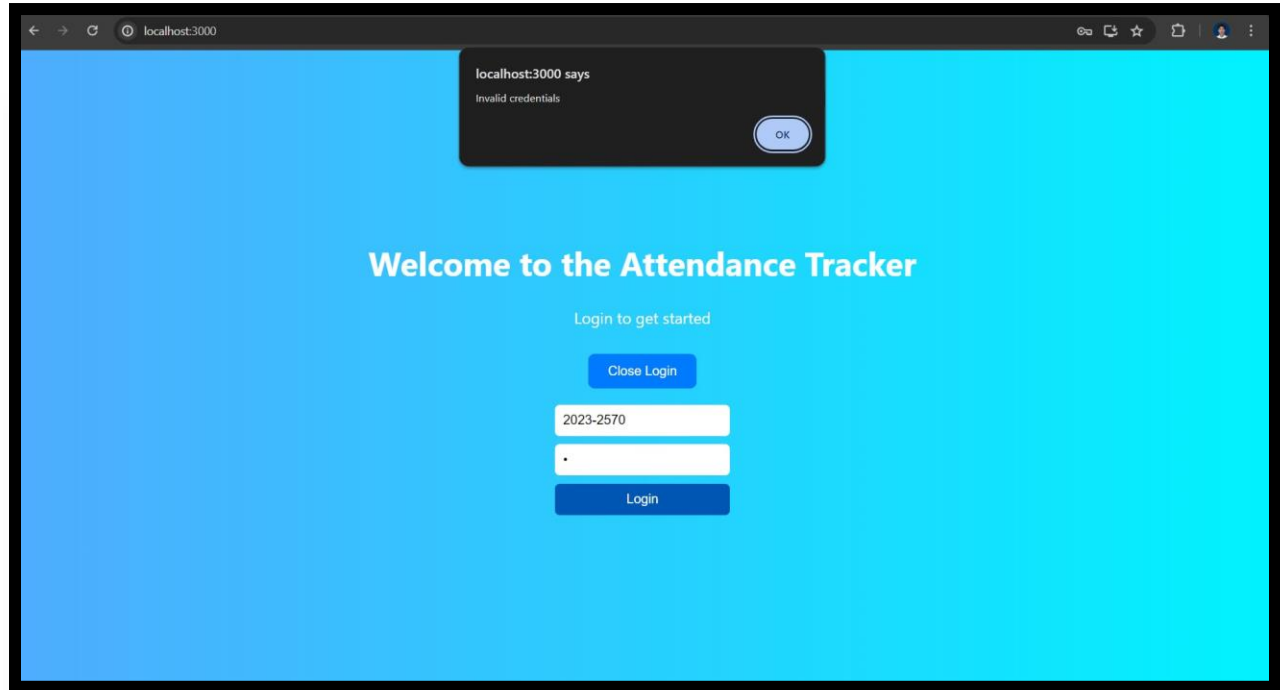 localhost:3000
localhost:3000 says
Invalid credentials
OK
Welcome to the Attendance Tracker
Login to get started
Close Login
2023-2570
•
Login